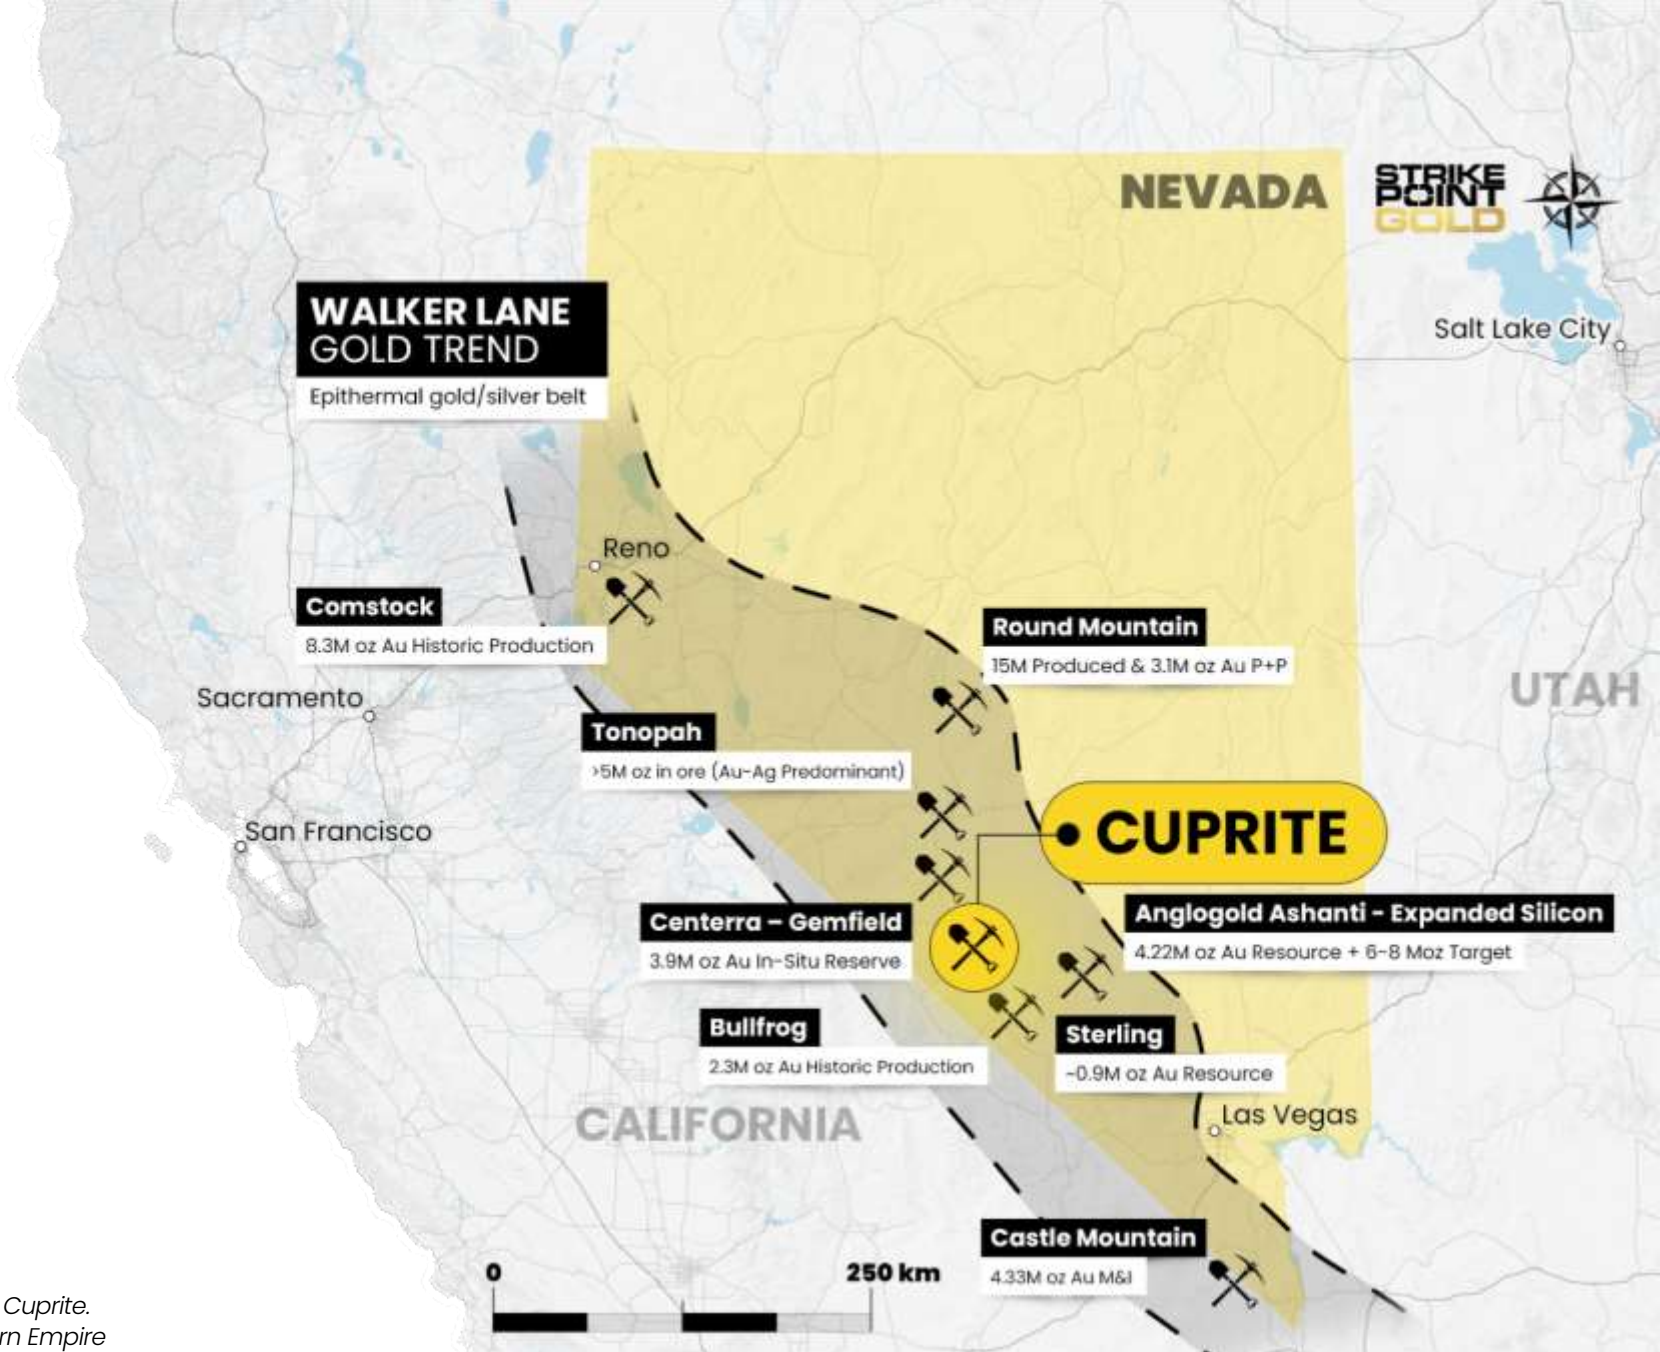 NEVADA
STRIKE
POINT
GOLD
WALKER LANE
GOLD TREND
Epithermal gold/silver belt
Salt Lake City
Reno
Comstock
8.3M oz Au Historic Production
Round Mountain
15M Produced & 3.1M oz Au P+P
UTAH
Sacramento
Tonopah
>5M oz in ore (Au-Ag Predominant)
San Francisco
CUPRITE
Centerra – Gemfield
3.9M oz Au In-Situ Reserve
Anglogold Ashanti - Expanded Silicon
4.22M oz Au Resource + 6-8 Moz Target
Bullfrog
2.3M oz Au Historic Production
Sterling
~0.9M oz Au Resource
CALIFORNIA
Las Vegas
Castle Mountain
4.33M oz Au M&I
0
250 km
Cuprite.
rn Empire